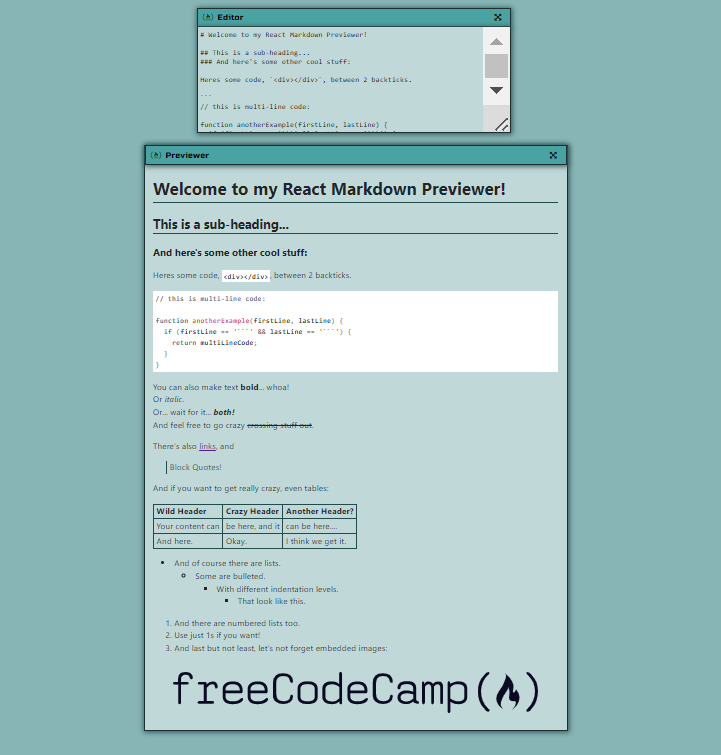 Editor
# Welcome to my React Markdown Previewer!
## This is a sub-heading...
### And here's some other cool stuff:
Heres some code, `<div></div>`, between 2 backticks.
```
// this is multi-line code:
function anotherExample(firstLine, lastLine) {
Previewer
Welcome to my React Markdown Previewer!
This is a sub-heading...
And here's some other cool stuff:
Heres some code, <div></div>, between 2 backticks.
// this is multi-line code:
function anotherExample(firstLine, lastLine) {
if (firstLine == '```' && lastLine == '```') {
return multiLineCode;
}
}
You can also make text bold... whoa!
Or italic.
Or... wait for it... both!
And feel free to go crazy crossing stuff out.
There's also links, and
Block Quotes!
And if you want to get really crazy, even tables:
Wild Header Crazy Header Another Header?
Your content can be here, and it can be here....
And here. Okay. I think we get it.
And of course there are lists.
Some are bulleted.
With different indentation levels.
That look like this.
1. And there are numbered lists too.
2. Use just 1s if you want!
3. And last but not least, let's not forget embedded images:
freeCodeCamp